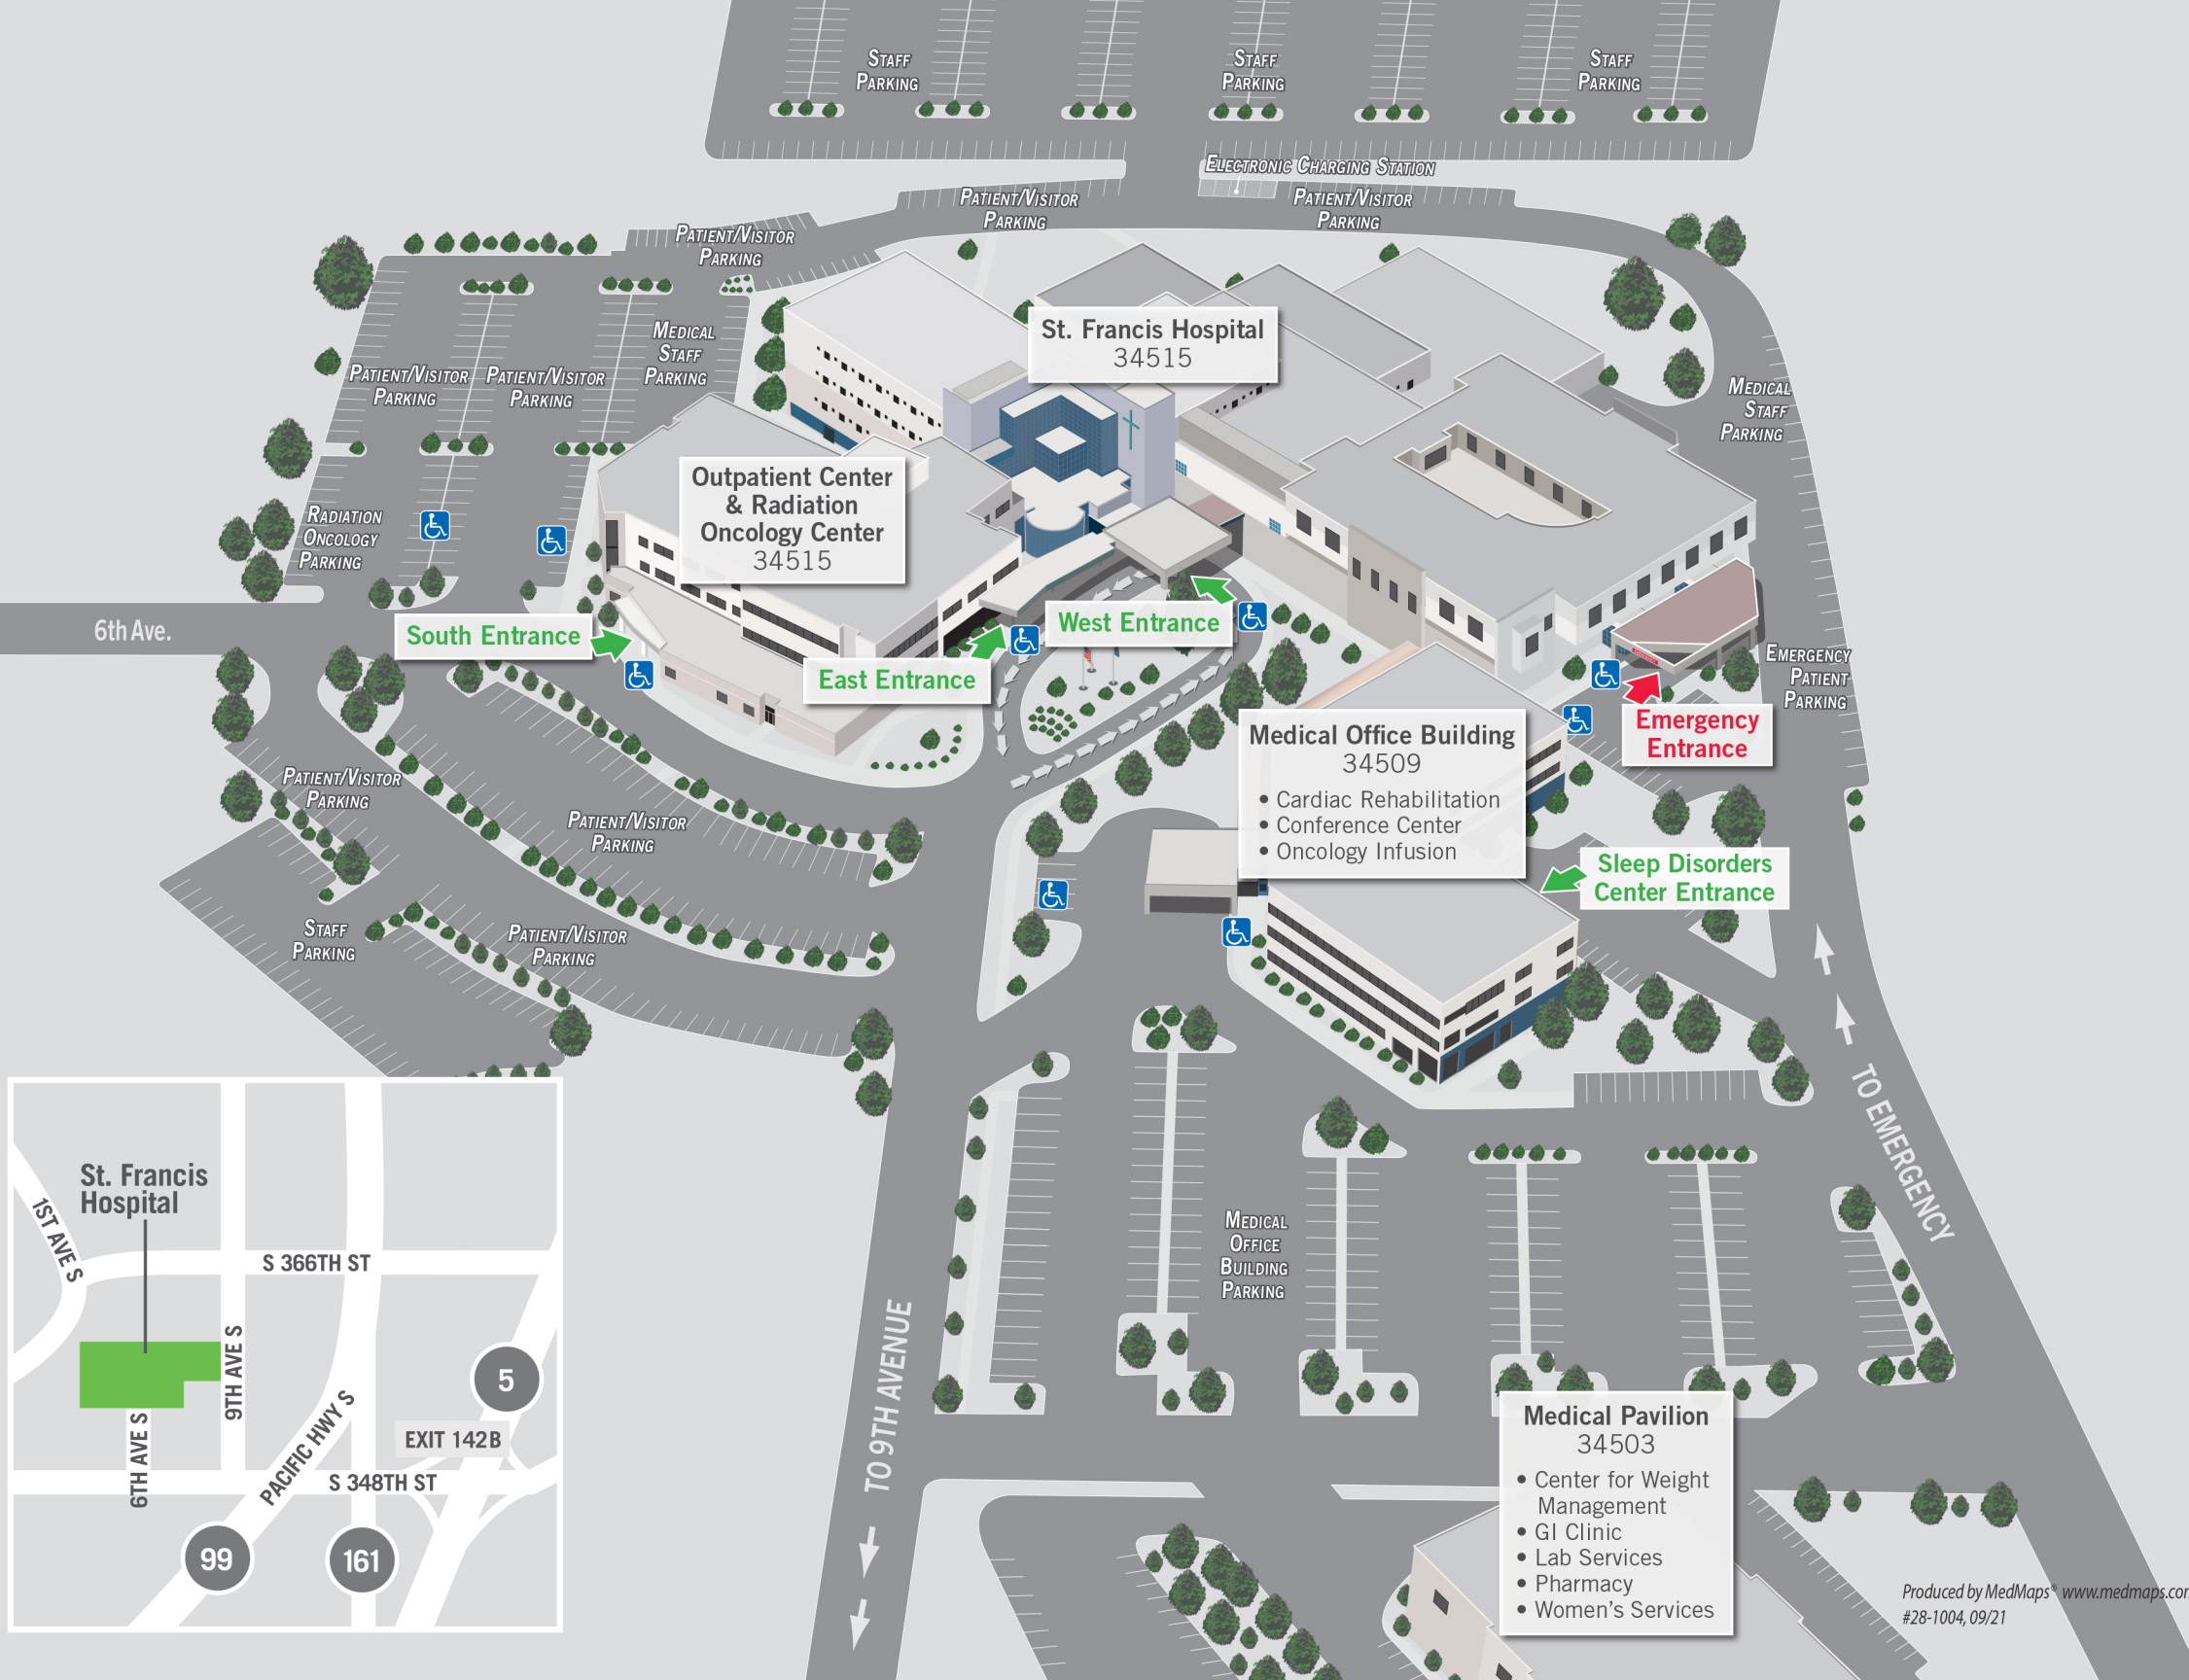 STAFF
PARKING
STAFF
PARKING
STAFF
PARKING
ELECTRONIC CHARGING STATION
PATIENT/VISITOR
PARKING
PATIENT/VISITOR
PARKING
PATIENT/VISITOR
PARKING
St. Francis Hospital
34515
MEDICAL
STAFF
PARKING
PATIENT/VISITOR
PARKING
PATIENT/VISITOR
PARKING
MEDICAL
STAFF
PARKING
Outpatient Center
& Radiation
Oncology Center
34515
RADIATION
ONCOLOGY
PARKING
6th Ave.
South Entrance
West Entrance
East Entrance
EMERGENCY
PATIENT
PARKING
EMERGENCY
Emergency
Entrance
Medical Office Building
34509
• Cardiac Rehabilitation
• Conference Center
• Oncology Infusion
PATIENT/VISITOR
PARKING
PATIENT/VISITOR
PARKING
Sleep Disorders
Center Entrance
STAFF
PARKING
PATIENT/VISITOR
PARKING
TO EMERGENCY
MEDICAL
OFFICE
BUILDING
PARKING
TO 9TH AVENUE
St. Francis
Hospital
1ST AVE S
S 366TH ST
9TH AVE S
6TH AVE S
PACIFIC HWY S
5
EXIT 142B
S 348TH ST
99
161
Medical Pavilion
34503
• Center for Weight
Management
• GI Clinic
• Lab Services
• Pharmacy
• Women's Services
Produced by MedMaps® www.medmaps.com
#28-1004, 09/21